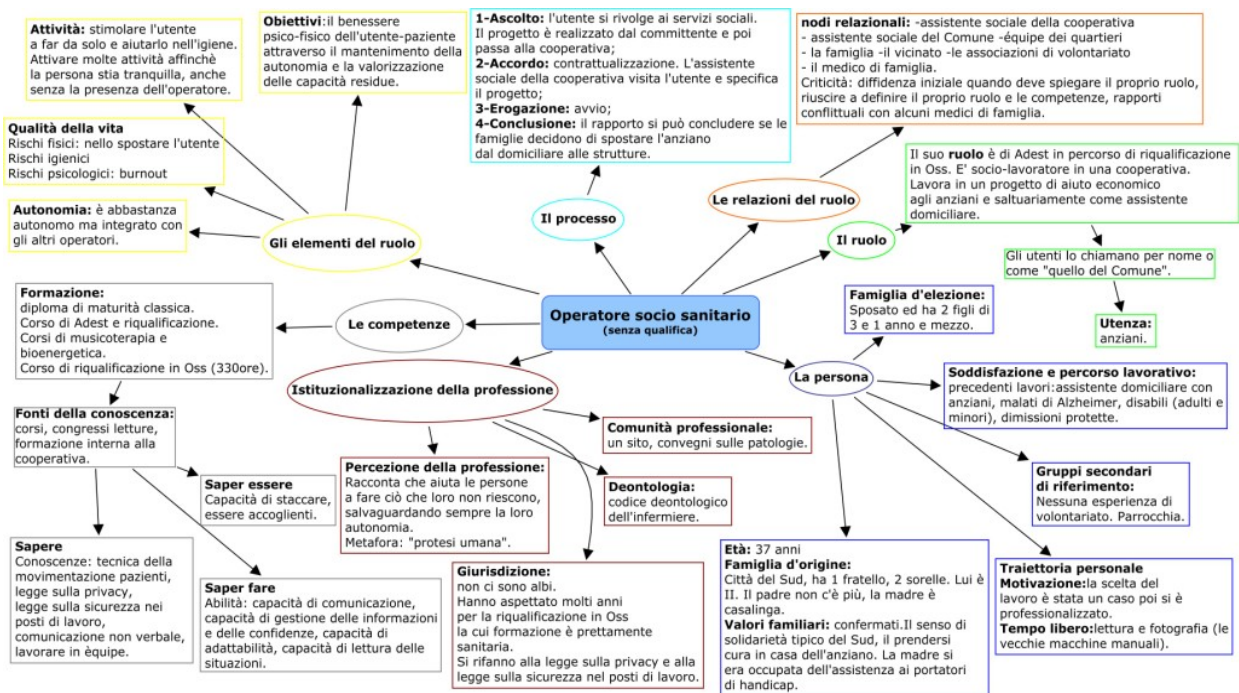 Attività: stimolare l'utente
a far da solo e aiutarlo nell'igiene.
Attivare molte attività affinchè
la persona stia tranquilla, anche
senza la presenza dell'operatore.
Obiettivi:il benessere
psico-fisico dell'utente-paziente
attraverso il mantenimento della
autonomia e la valorizzazione
delle capacità residue.
1-Ascolto: l'utente si rivolge ai servizi sociali.
Il progetto è realizzato dal committente e poi
passa alla cooperativa;
2-Accordo: contrattualizzazione. L'assistente
sociale della cooperativa visita l'utente e specifica
il progetto;
3-Erogazione: avvio;
4-Conclusione: il rapporto si può concludere se le
famiglie decidono di spostare l'anziano
dal domiciliare alle strutture.
nodi relazionali: -assistente sociale della cooperativa
- assistente sociale del Comune -équipe dei quartieri
- la famiglia -il vicinato -le associazioni di volontariato
- il medico di famiglia.
Criticità: diffidenza iniziale quando deve spiegare il proprio ruolo,
riuscire a definire il proprio ruolo e le competenze, rapporti
conflittuali con alcuni medici di famiglia.
Qualità della vita
Rischi fisici: nello spostare l'utente
Rischi igienici
Rischi psicologici: burnout
Autonomia: è abbastanza
autonomo ma integrato con
gli altri operatori.
Gli elementi del ruolo
Il processo
Le relazioni del ruolo
Il ruolo
Il suo ruolo è di Adest in percorso di riqualificazione
in Oss. E' socio-lavoratore in una cooperativa.
Lavora in un progetto di aiuto economico
agli anziani e saltuariamente come assistente
domiciliare.
Gli utenti lo chiamano per nome o
come "quello del Comune".
Utenza:
anziani.
Operatore socio sanitario
(senza qualifica)
Formazione:
diploma di maturità classica.
Corso di Adest e riqualificazione.
Corsi di musicoterapia e
bioenergetica.
Corso di riqualificazione in Oss (330ore).
Le competenze
Istituzionalizzazione della professione
La persona
Famiglia d'elezione:
Sposato ed ha 2 figli di
3 e 1 anno e mezzo.
Soddisfazione e percorso lavorativo:
precedenti lavori:assistente domiciliare con
anziani, malati di Alzheimer, disabili (adulti e
minori), dimissioni protette.
Fonti della conoscenza:
corsi, congressi letture,
formazione interna alla
cooperativa.
Saper essere
Capacità di staccare,
essere accoglienti.
Sapere
Conoscenze: tecnica della
movimentazione pazienti,
legge sulla privacy,
legge sulla sicurezza nei
posti di lavoro,
comunicazione non verbale,
lavorare in èquipe.
Saper fare
Abilità: capacità di comunicazione,
capacità di gestione delle informazioni
e delle confidenze, capacità di
adattabilità, capacità di lettura delle
situazioni.
Percezione della professione:
Racconta che aiuta le persone
a fare ciò che loro non riescono,
salvaguardando sempre la loro
autonomia.
Metafora: "protesi umana".
Comunità professionale:
un sito, convegni sulle patologie.
Deontologia:
codice deontologico
dell'infermiere.
Giurisdizione:
non ci sono albi.
Hanno aspettato molti anni
per la riqualificazione in Oss
la cui formazione è prettamente
sanitaria.
Si rifanno alla legge sulla privacy e alla
legge sulla sicurezza nel posti di lavoro.
Gruppi secondari
di riferimento:
Nessuna esperienza di
volontariato. Parrocchia.
Età: 37 anni
Famiglia d'origine:
Città del Sud, ha 1 fratello, 2 sorelle. Lui è
II. Il padre non c'è più, la madre è
casalinga.
Valori familiari: confermati.Il senso di
solidarietà tipico del Sud, il prendersi
cura in casa dell'anziano. La madre si
era occupata dell'assistenza ai portatori
di handicap.
Traiettoria personale
Motivazione:la scelta del
lavoro è stata un caso poi si è
professionalizzato.
Tempo libero:lettura e fotografia (le
vecchie macchine manuali).